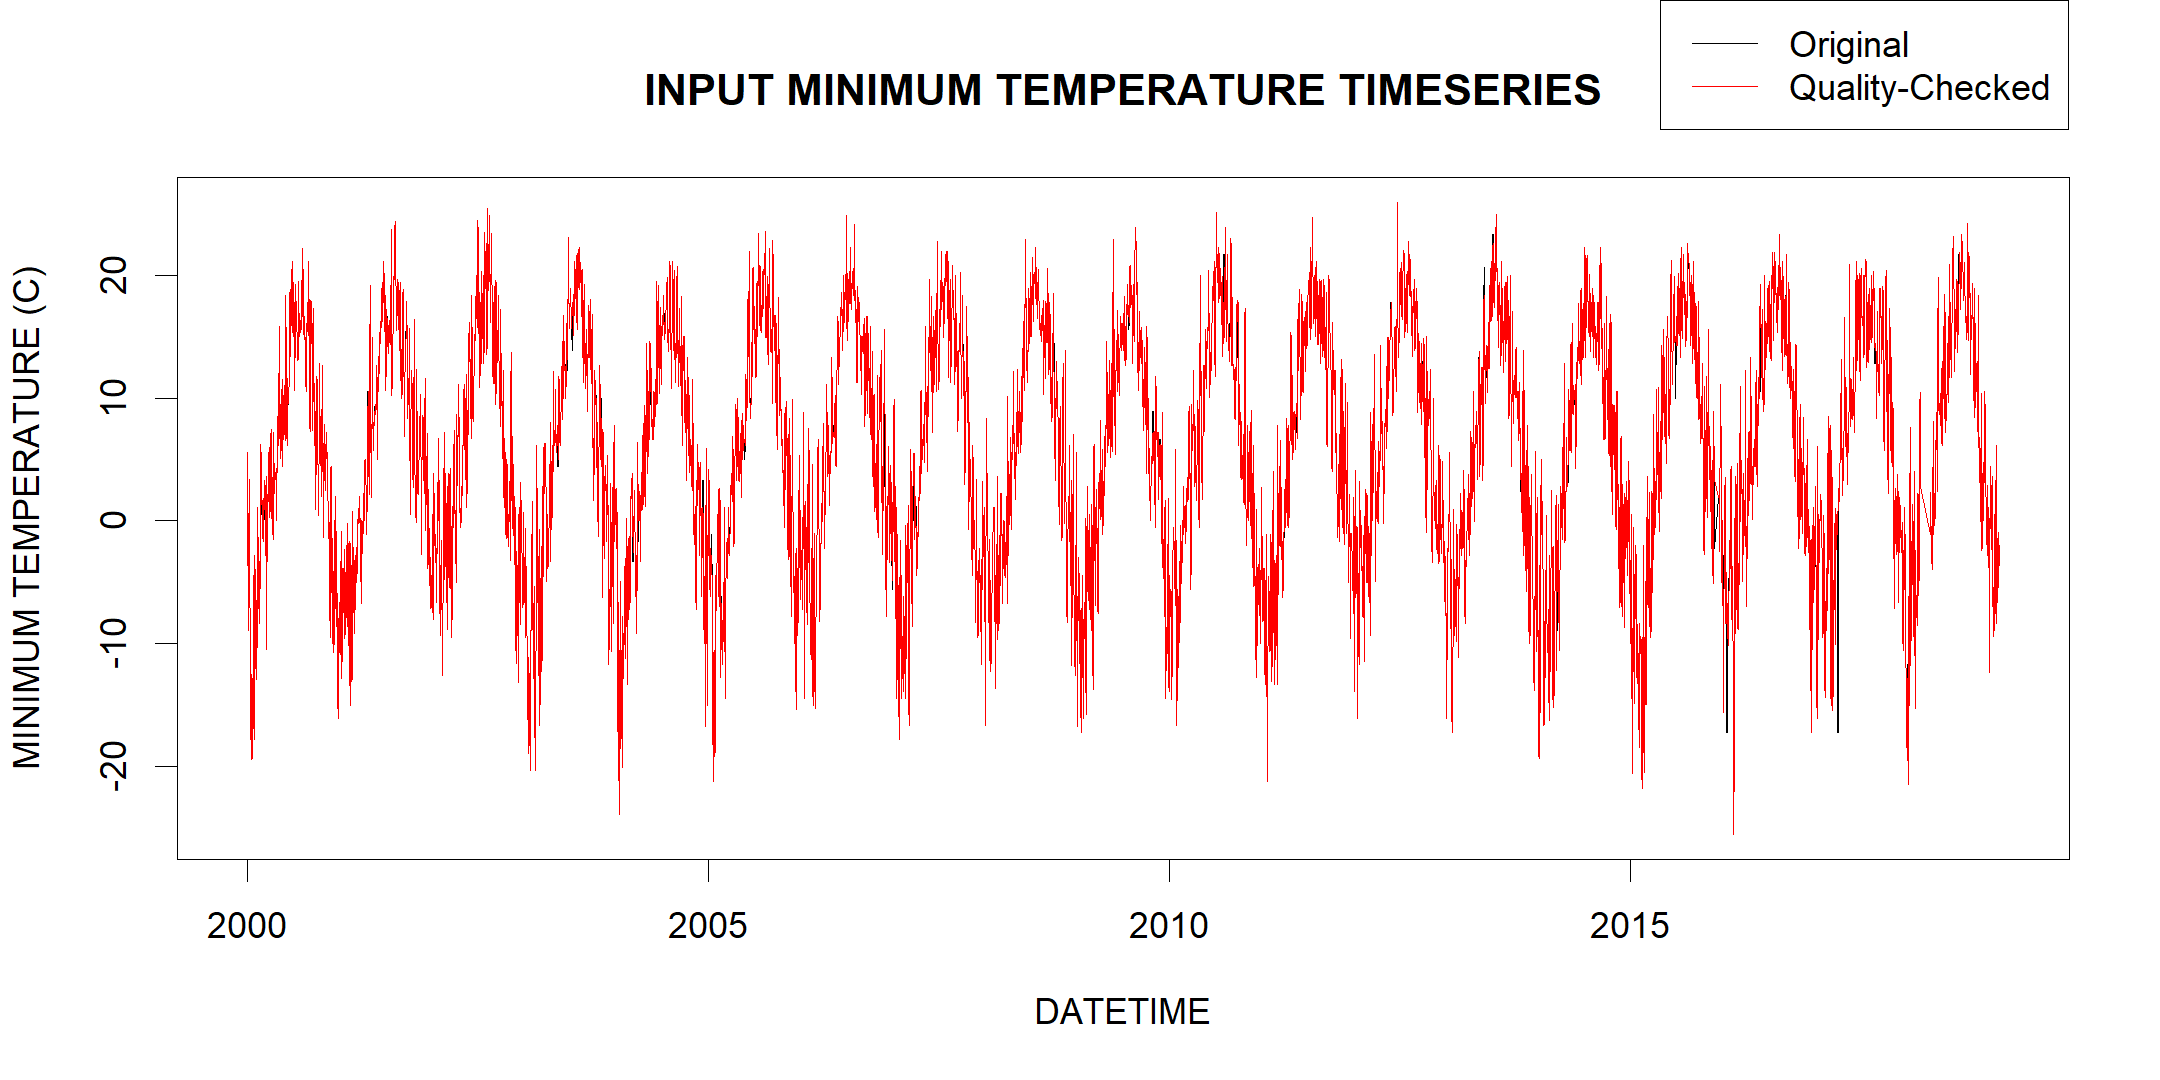 Original
Quality-Checked
INPUT MINIMUM TEMPERATURE TIMESERIES
MINIMUM TEMPERATURE (C)
20
10
0
-10
-20
2000 2005 2010 2015
DATETIME